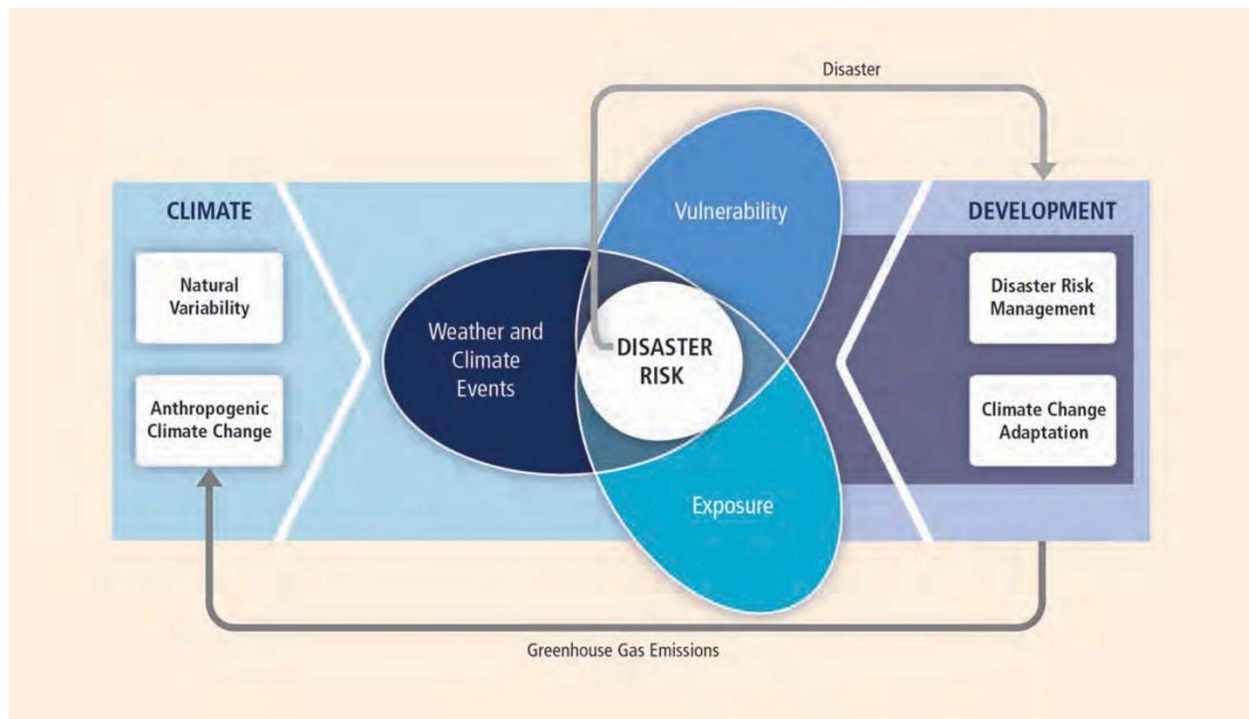 Disaster
CLIMATE
Natural
Variability
Anthropogenic
Climate Change
Weather and
Climate
Events
Vulnerability
DISASTER
RISK
Exposure
DEVELOPMENT
Disaster Risk
Management
Climate Change
Adaptation
Greenhouse Gas Emissions